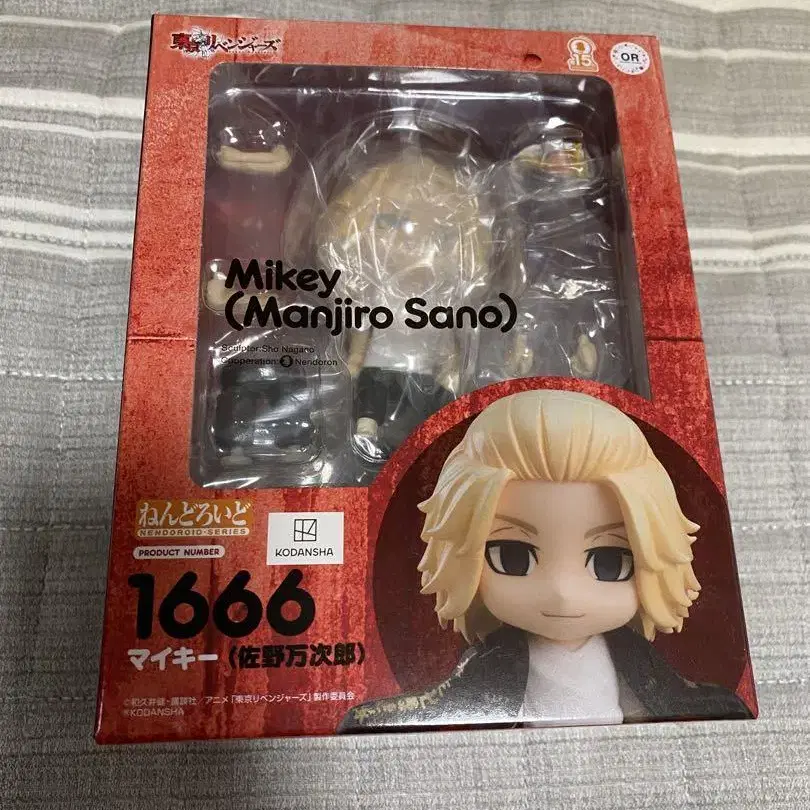 東京リベンジャーズ
15
OR
Mikey
(Manjiro Sano)
Sculptor:Sho Nagano
Cooperation: Nendoron
ねんどろいど
NENDOROID-SERIES
PRODUCT NUMBER
KODANSHA
1666
マイキー（佐野万次郎）
©和久井健・講談社／アニメ「東京リベンジャーズ」製作委員会
※KODANSHA